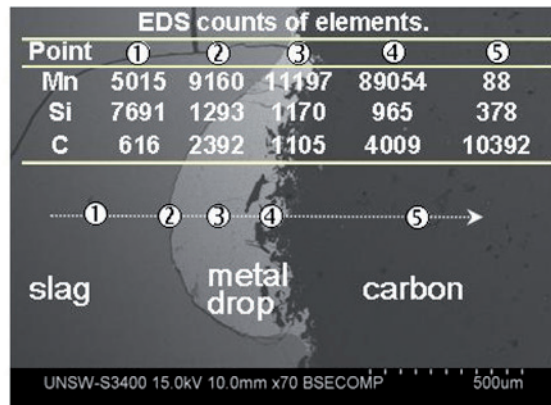 EDS counts of elements.
Point ① ② ③ ④ ⑤
Mn 5015 9160 11197 89054 88
Si 7691 1293 1170 965 378
C 616 2392 1105 4009 10392
① ② ③ ④ ⑤
slag metal drop carbon
UNSW-S3400 15.0kV 10.0mm x70 BSECOMP 500um